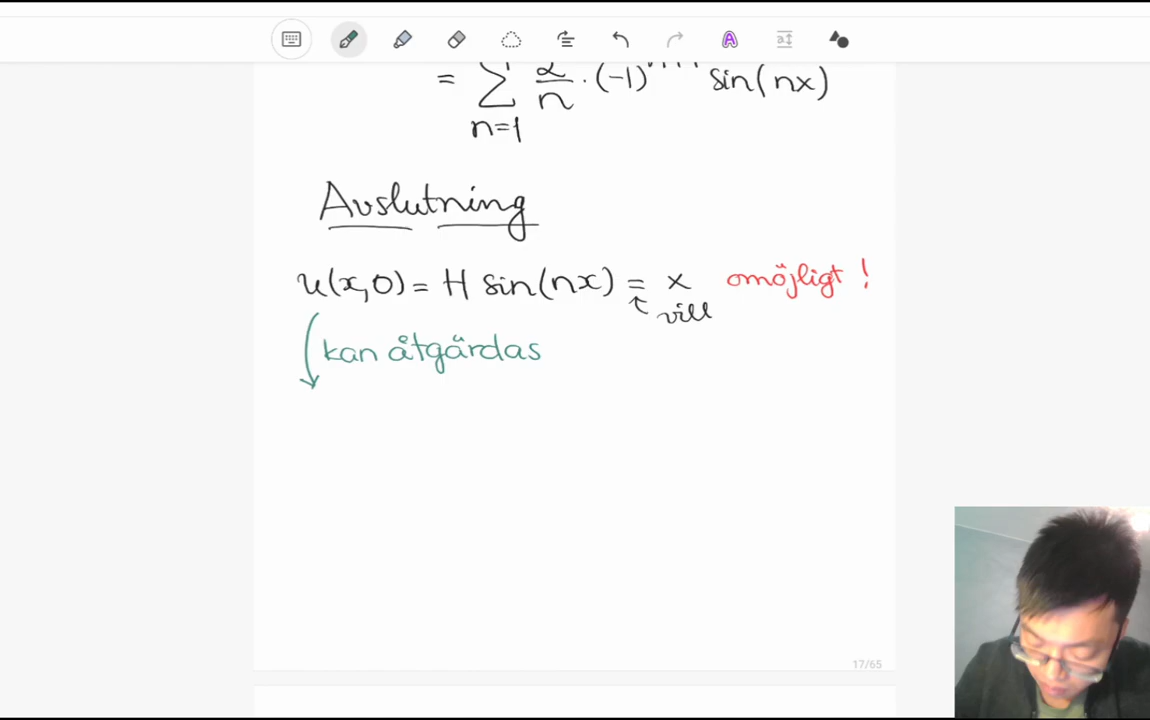 = Σ 2/n · (-1)ⁿ⁺¹ sin(nx)
n=1
Avslutning
u(x,0) = H sin(nx) = x omöjligt !
↑ vill
kan åtgärdas
17/65